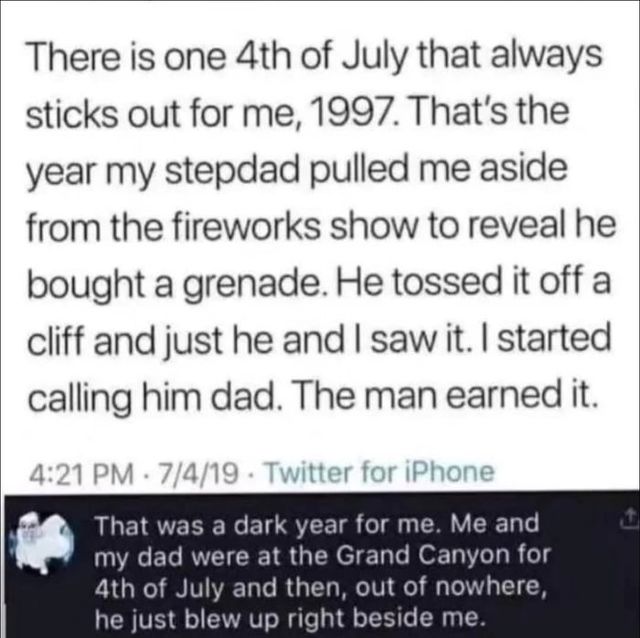 There is one 4th of July that always
sticks out for me, 1997. That's the
year my stepdad pulled me aside
from the fireworks show to reveal he
bought a grenade. He tossed it off a
cliff and just he and I saw it. I started
calling him dad. The man earned it.
4:21 PM · 7/4/19 · Twitter for iPhone
That was a dark year for me. Me and
my dad were at the Grand Canyon for
4th of July and then, out of nowhere,
he just blew up right beside me.